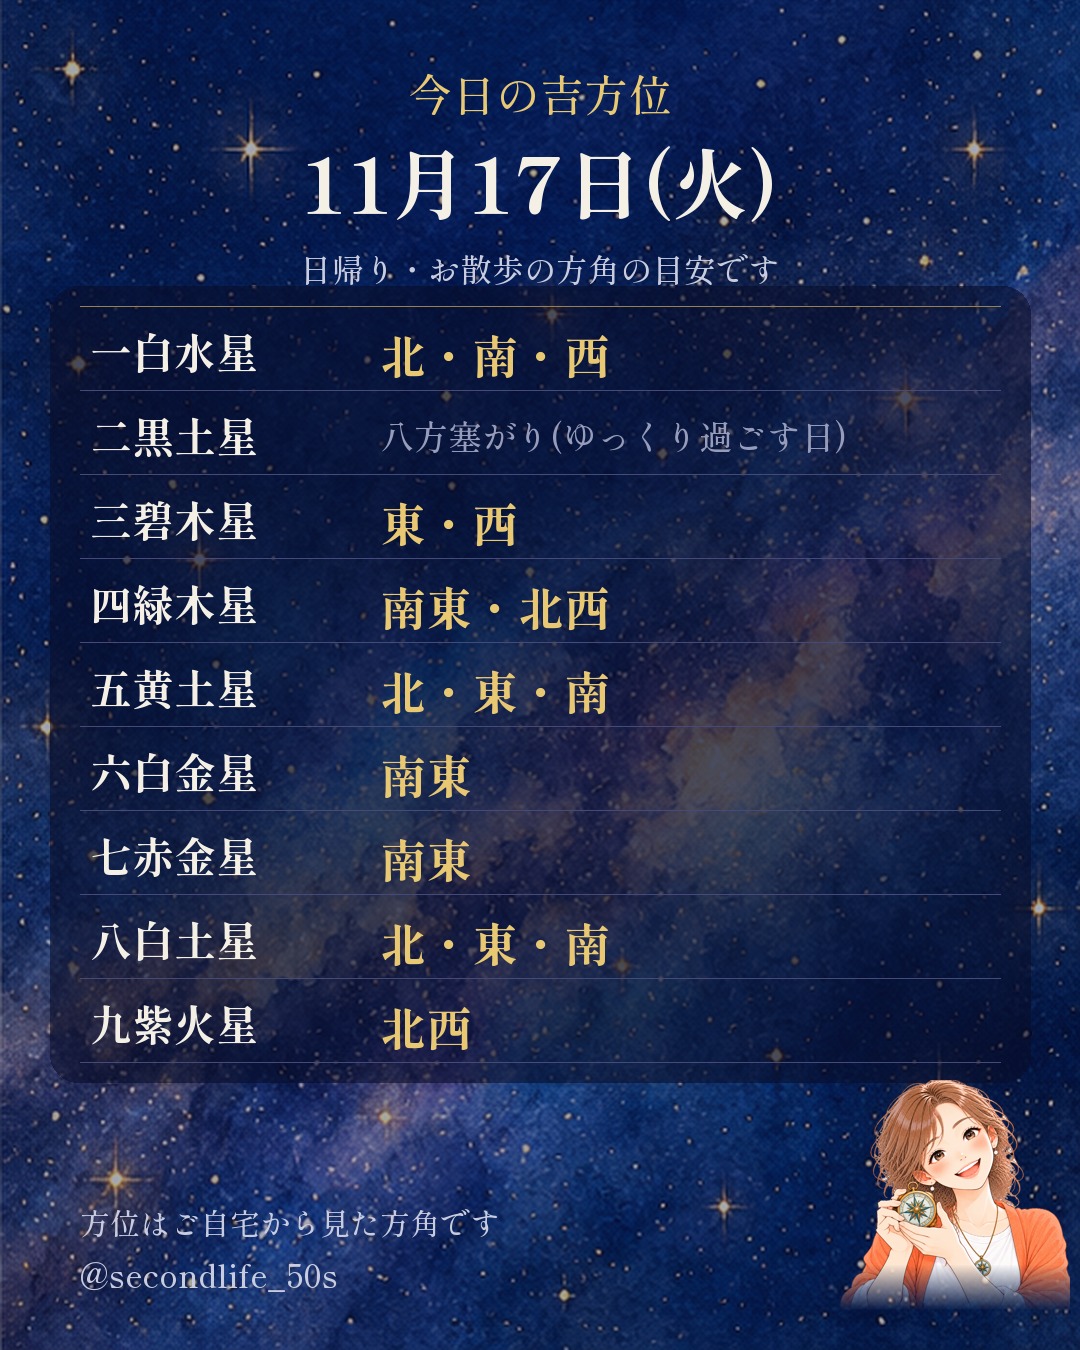 今日の吉方位
11月17日(火)
日帰り・お散歩の方角の目安です
一白水星 北・南・西
二黒土星 八方塞がり(ゆっくり過ごす日)
三碧木星 東・西
四緑木星 南東・北西
五黄土星 北・東・南
六白金星 南東
七赤金星 南東
八白土星 北・東・南
九紫火星 北西
方位はご自宅から見た方角です
@secondlife_50s